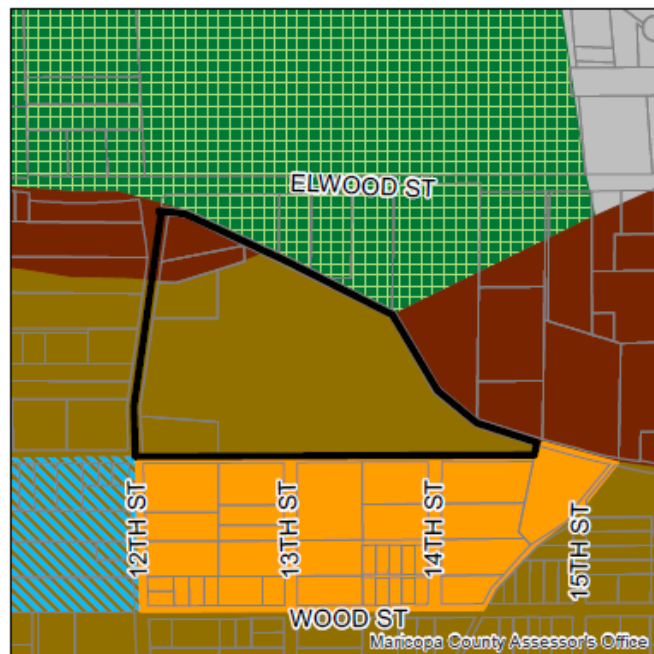 ELWOOD ST
12TH ST
13TH ST
14TH ST
15TH ST
WOOD ST
Maricopa County Assessor's Office